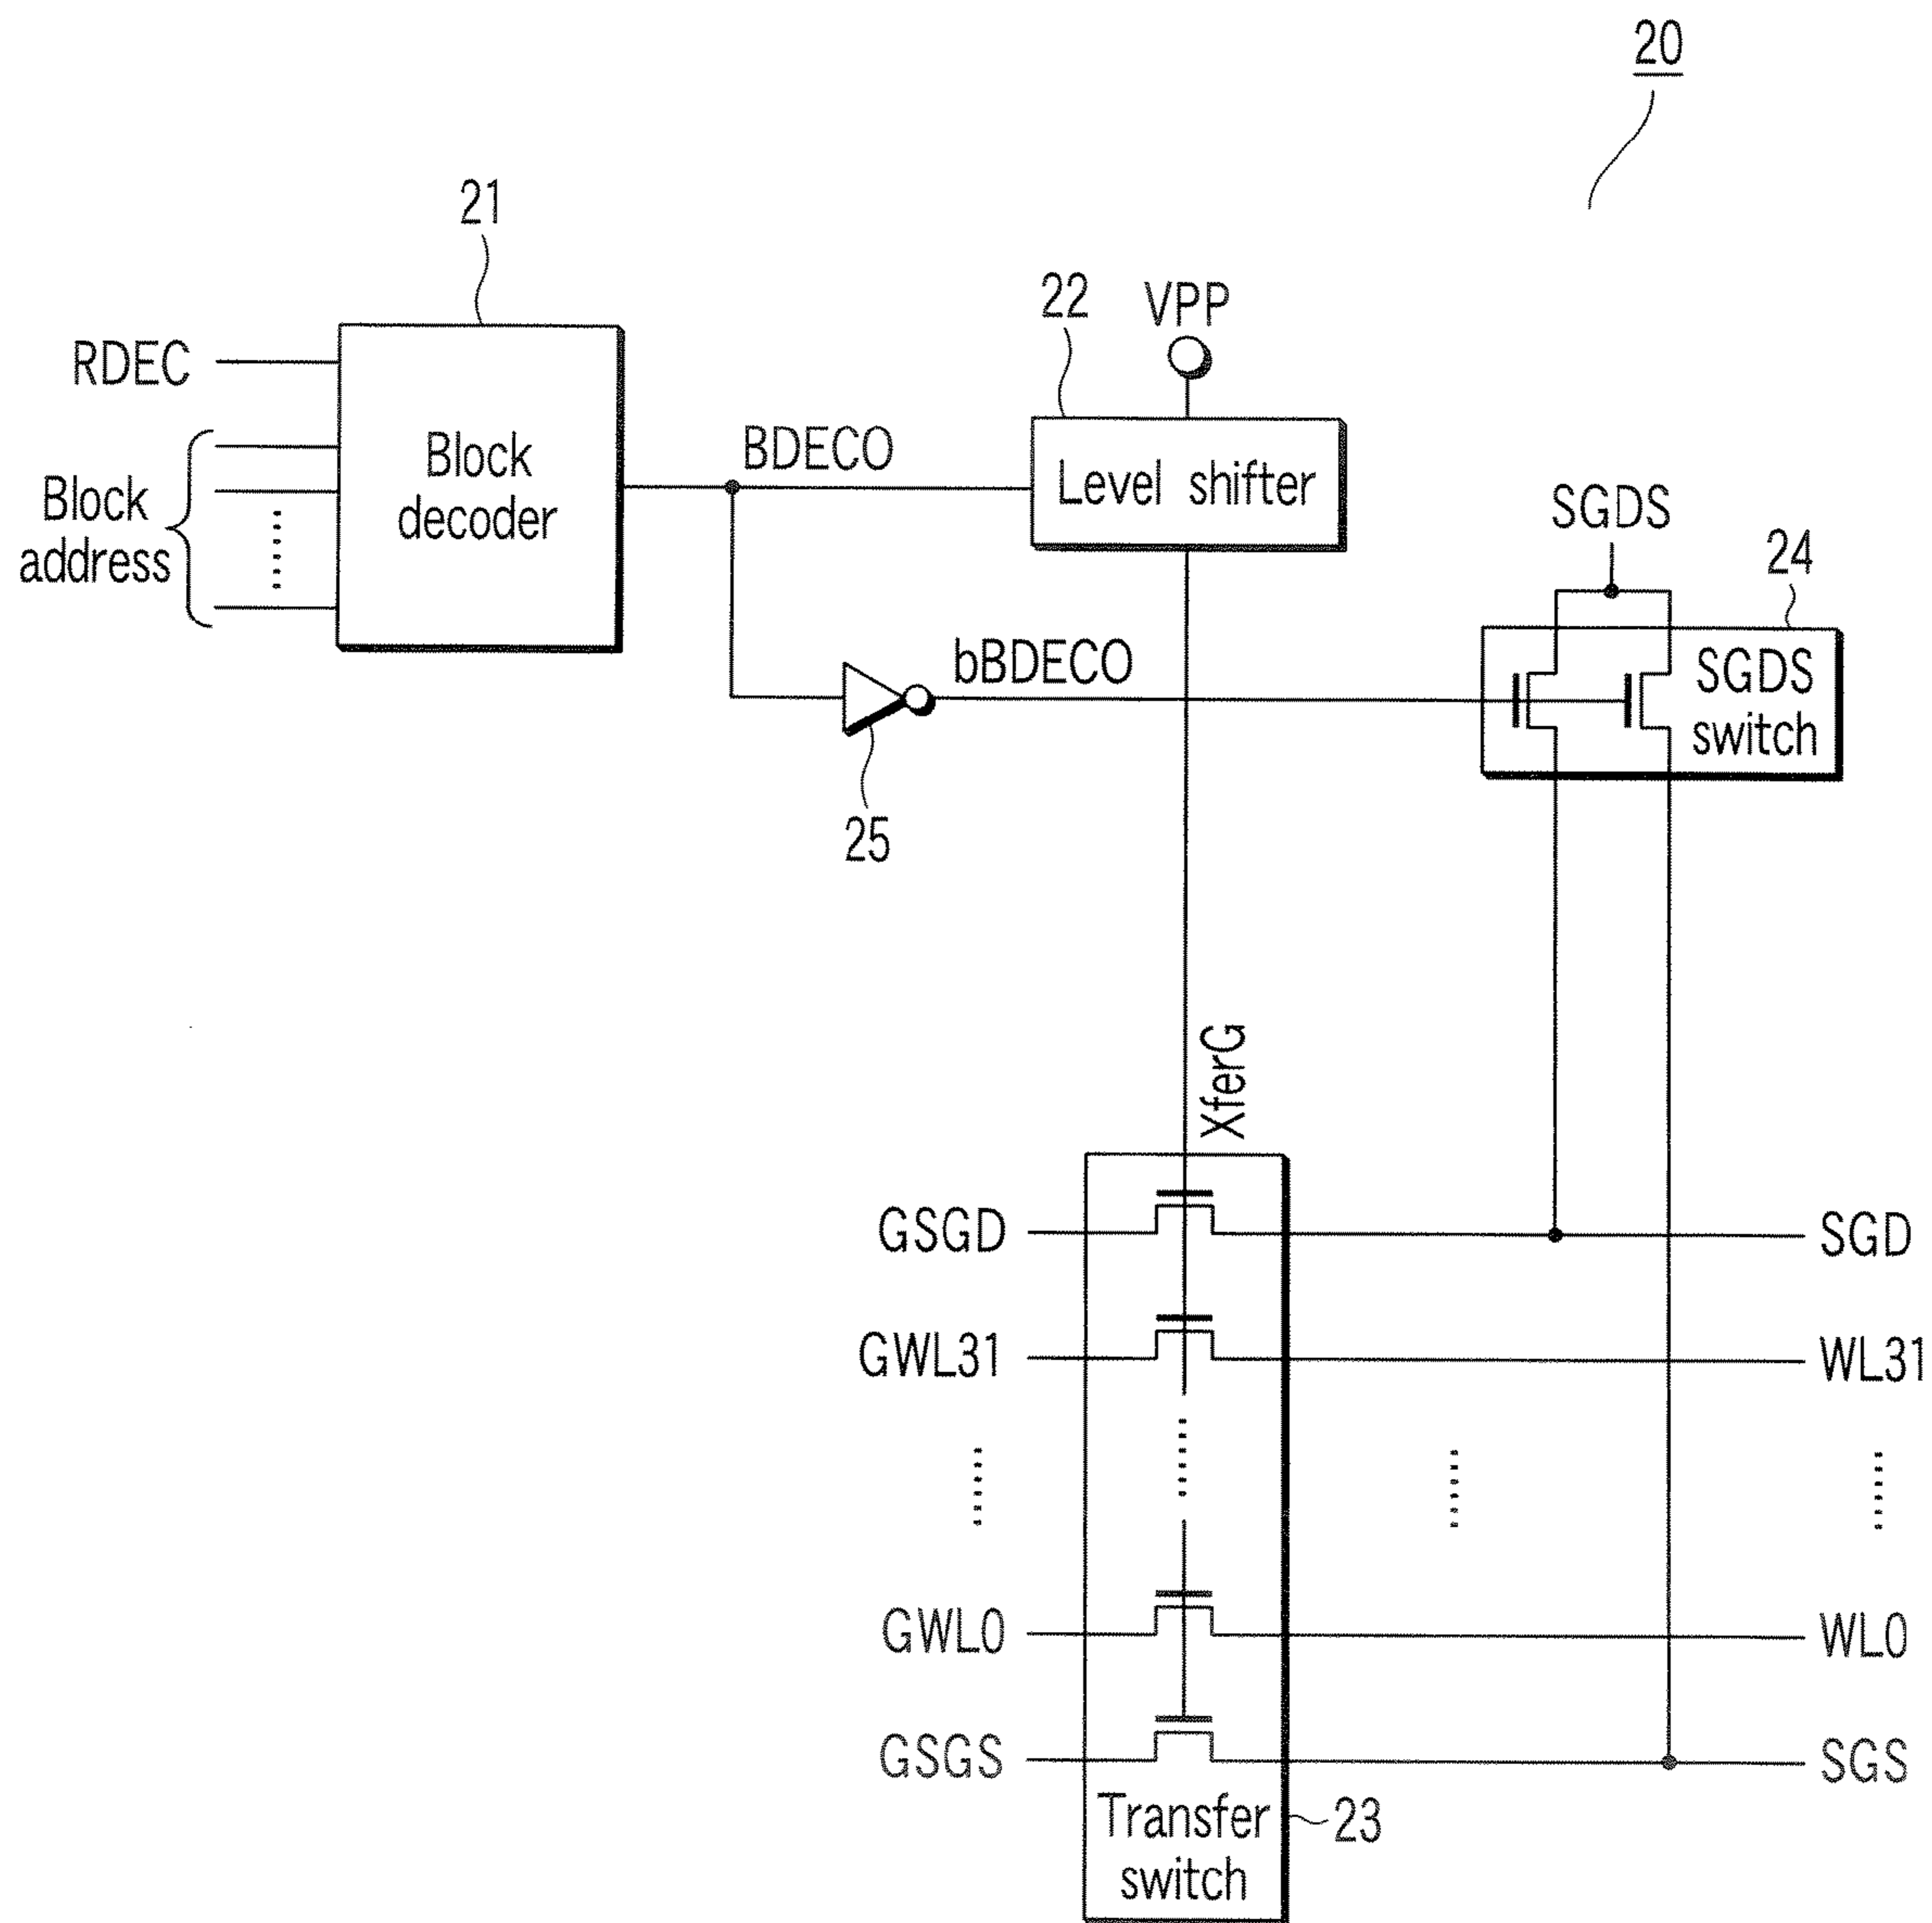 20
21
22
VPP
RDEC
Block
address
Block
decoder
BDECO
Level shifter
SGDS
24
bBDECO
SGDS
switch
25
XferG
GSGD
SGD
GWL31
WL31
GWL0
WL0
GSGS
SGS
Transfer
switch
23